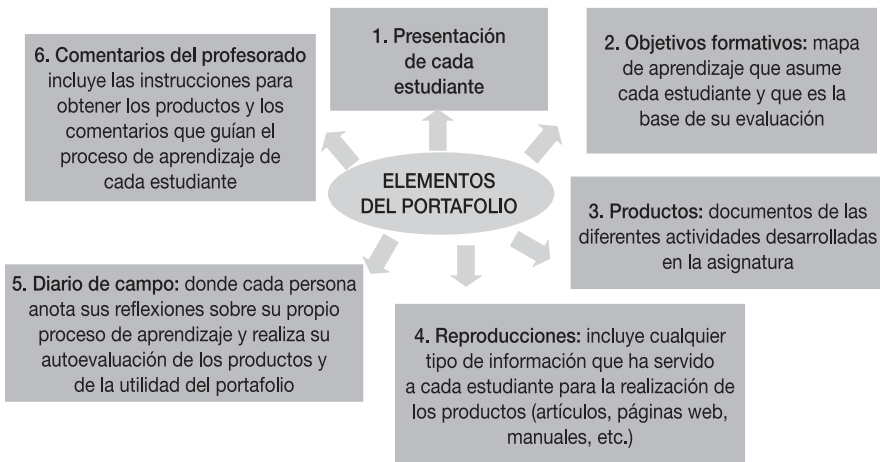 1. Presentación
de cada
estudiante
2. Objetivos formativos: mapa
de aprendizaje que asume
cada estudiante y que es la
base de su evaluación
3. Productos: documentos de las
diferentes actividades desarrolladas
en la asignatura
4. Reproducciones: incluye cualquier
tipo de información que ha servido
a cada estudiante para la realización de
los productos (artículos, páginas web,
manuales, etc.)
5. Diario de campo: donde cada persona
anota sus reflexiones sobre su propio
proceso de aprendizaje y realiza su
autoevaluación de los productos y
de la utilidad del portafolio
6. Comentarios del profesorado
incluye las instrucciones para
obtener los productos y los
comentarios que guían el
proceso de aprendizaje de
cada estudiante
ELEMENTOS
DEL PORTAFOLIO